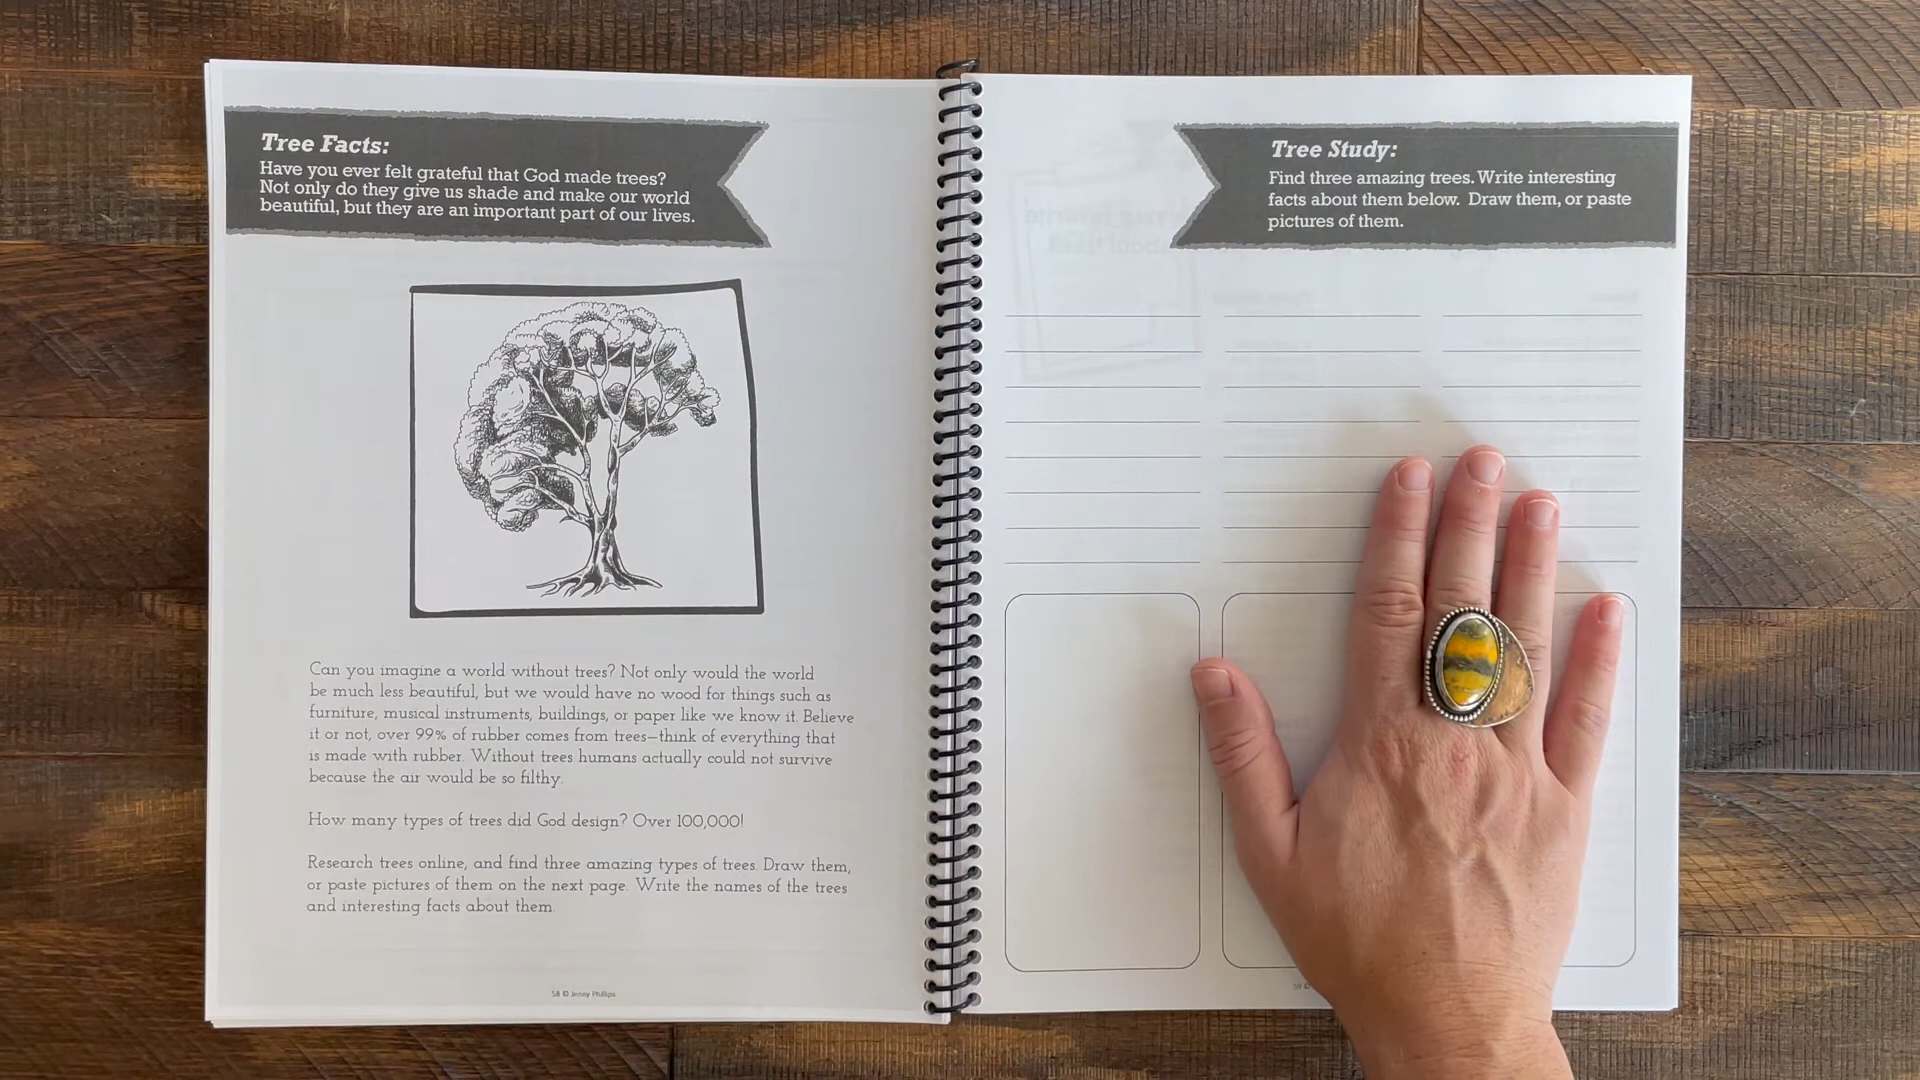 Tree Facts:
Have you ever felt grateful that God made trees?
Not only do they give us shade and make our world
beautiful, but they are an important part of our lives.
Can you imagine a world without trees? Not only would the world
be much less beautiful, but we would have no wood for things such as
furniture, musical instruments, buildings, or paper like we know it. Believe
it or not, over 99% of rubber comes from trees—think of everything that
is made with rubber. Without trees humans actually could not survive
because the air would be so filthy.
How many types of trees did God design? Over 100,000!
Research trees online, and find three amazing types of trees. Draw them,
or paste pictures of them on the next page. Write the names of the trees
and interesting facts about them.
58 © Jenny Phillips
Tree Study:
Find three amazing trees. Write interesting
facts about them below. Draw them, or paste
pictures of them.
59 ©